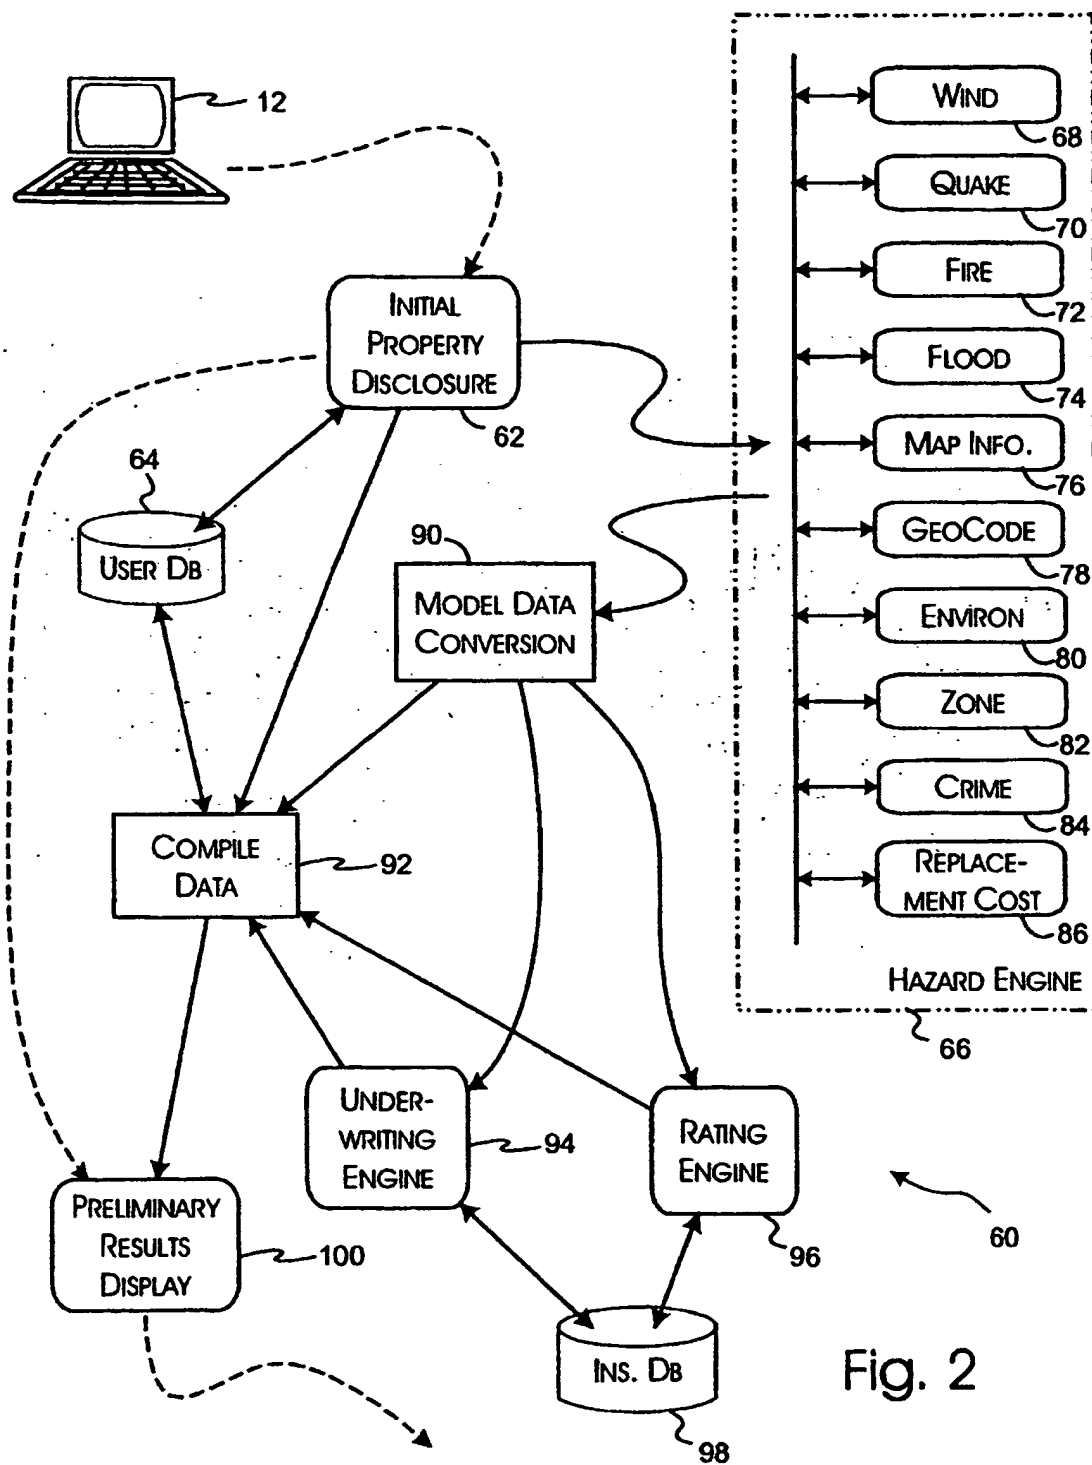 12
WIND
68
QUAKE
70
FIRE
72
FLOOD
74
MAP INFO.
76
GEOCODE
78
ENVIRON
80
ZONE
82
CRIME
84
REPLACE-
MENT COST
86
HAZARD ENGINE
66
INITIAL
PROPERTY
DISCLOSURE
62
64
USER DB
90
MODEL DATA
CONVERSION
COMPILE
DATA
92
UNDER-
WRITING
ENGINE
94
RATING
ENGINE
96
60
PRELIMINARY
RESULTS
DISPLAY
100
INS. DB
98
Fig. 2